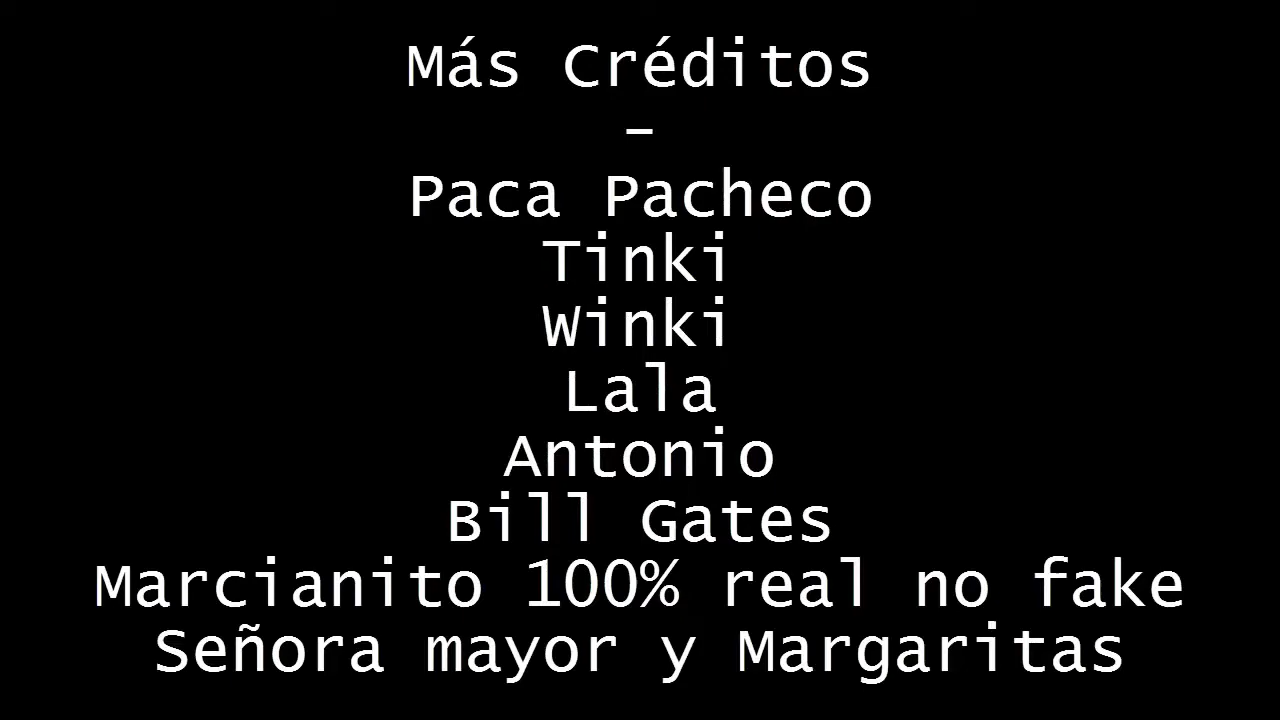 Más Créditos
-
Paca Pacheco
Tinki
Winki
Lala
Antonio
Bill Gates
Marcianito 100% real no fake
Señora mayor y Margaritas